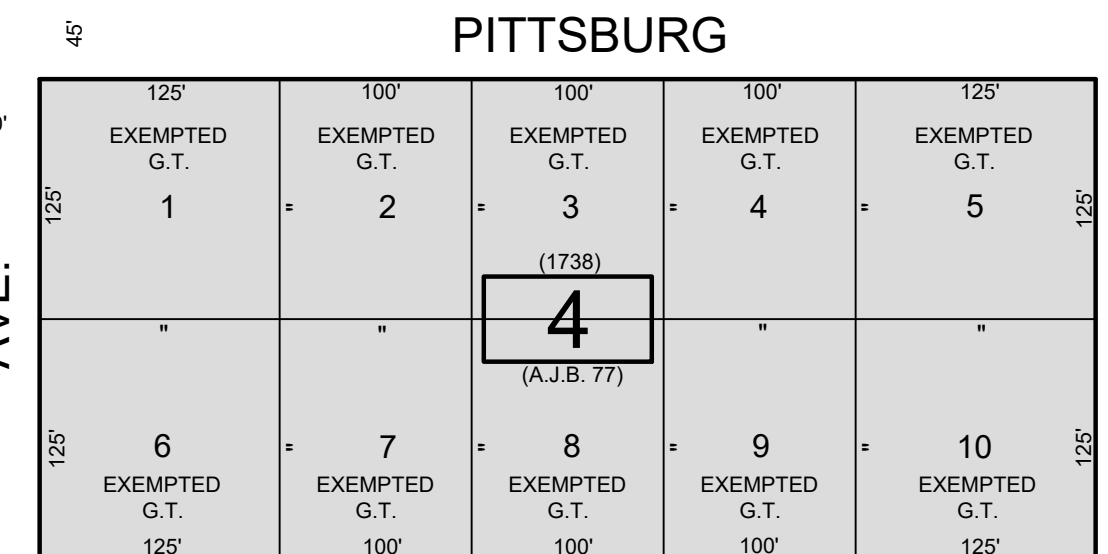 45' PITTSBURG
125' 100' 100' 100' 125'
EXEMPTED EXEMPTED EXEMPTED EXEMPTED EXEMPTED
G.T. G.T. G.T. G.T. G.T.
125' 1 " 2 " 3 " 4 " 5 125'
(1738)
AVE.
4
" " " "
(A.J.B. 77)
125' 6 " 7 " 8 " 9 " 10 125'
EXEMPTED EXEMPTED EXEMPTED EXEMPTED EXEMPTED
G.T. G.T. G.T. G.T. G.T.
125' 100' 100' 100' 125'